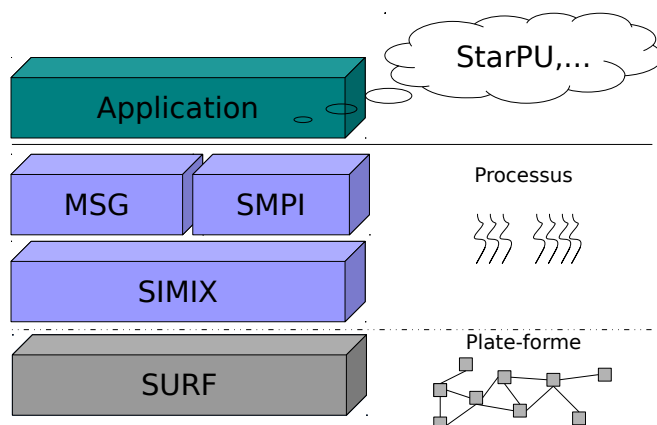 StarPU,...
Application
MSG
SMPI
Processus
SIMIX
Plate-forme
SURF